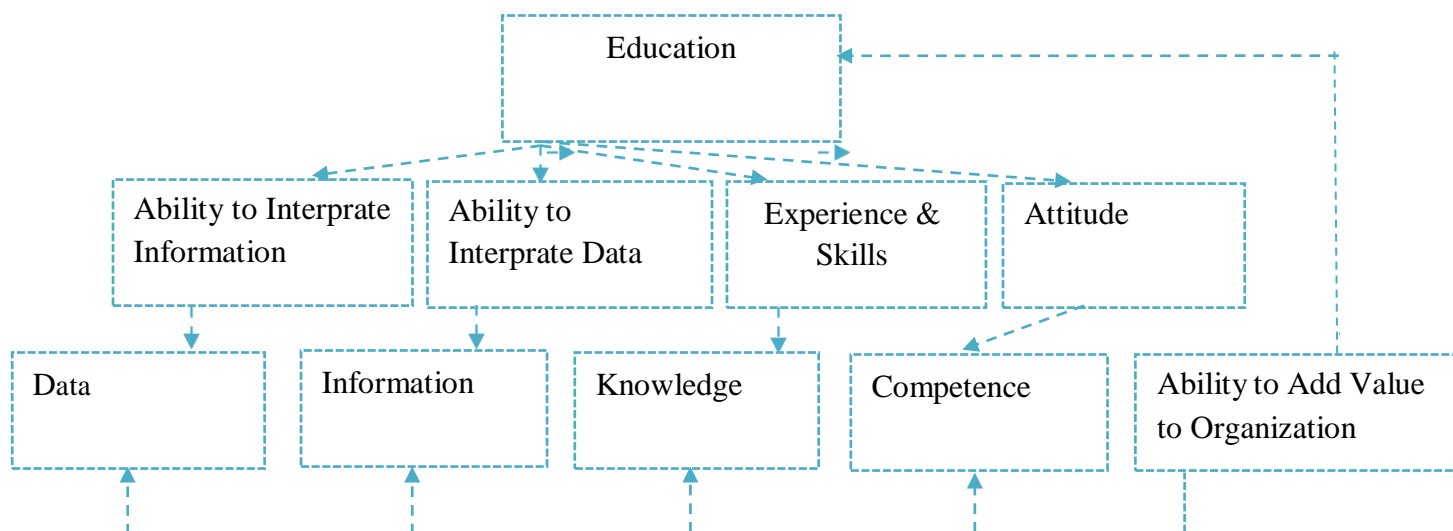 Education
Ability to Interprate
Information
Ability to
Interprate Data
Experience &
Skills
Attitude
Data
Information
Knowledge
Competence
Ability to Add Value
to Organization